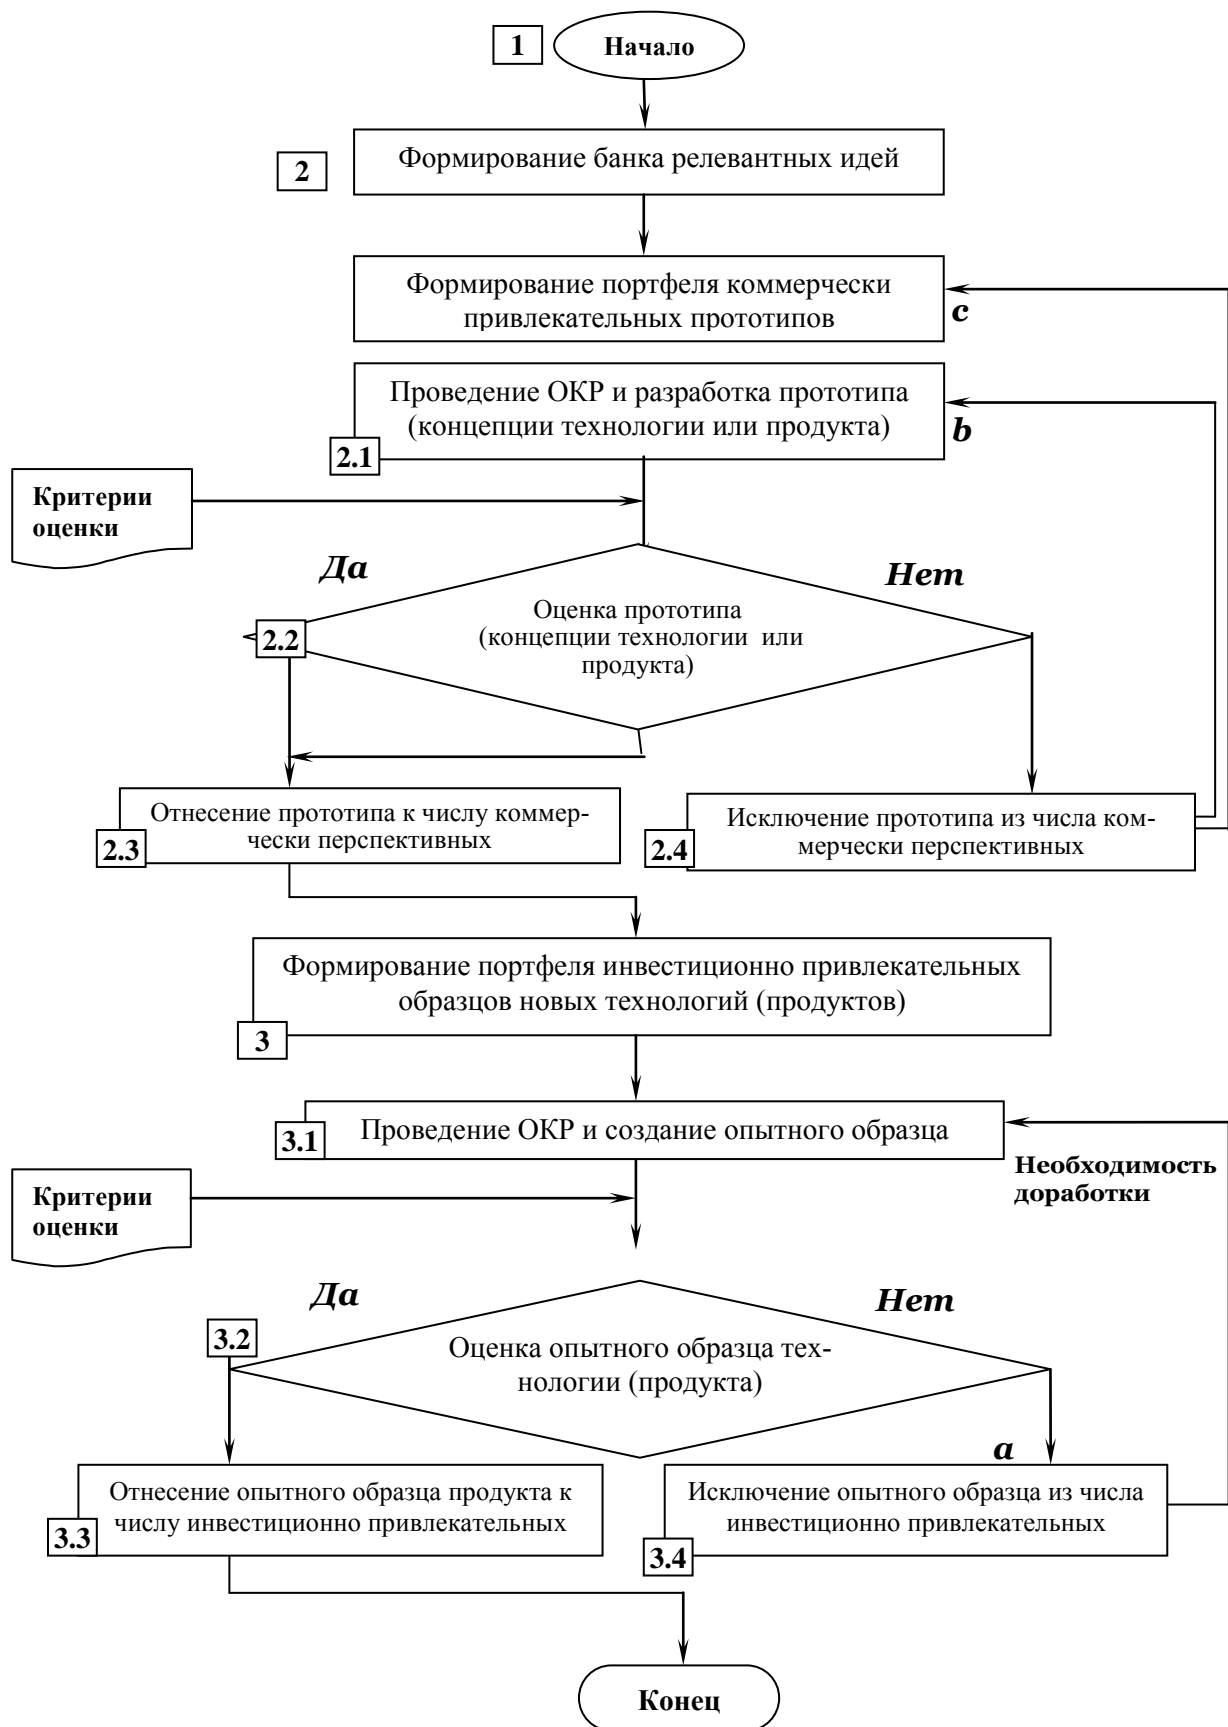 1
Начало
2
Формирование банка релевантных идей
Формирование портфеля коммерчески
привлекательных прототипов
c
Проведение ОКР и разработка прототипа
(концепции технологии или продукта)
b
2.1
Критерии
оценки
Да
Нет
Оценка прототипа
(концепции технологии или
продукта)
2.2
Отнесение прототипа к числу коммер-
чески перспективных
2.3
Исключение прототипа из числа ком-
мерчески перспективных
2.4
Формирование портфеля инвестиционно привлекательных
образцов новых технологий (продуктов)
3
Проведение ОКР и создание опытного образца
3.1
Необходимость
доработки
Критерии
оценки
Да
Нет
3.2
Оценка опытного образца тех-
нологии (продукта)
a
Отнесение опытного образца продукта к
числу инвестиционно привлекательных
3.3
Исключение опытного образца из числа
инвестиционно привлекательных
3.4
Конец